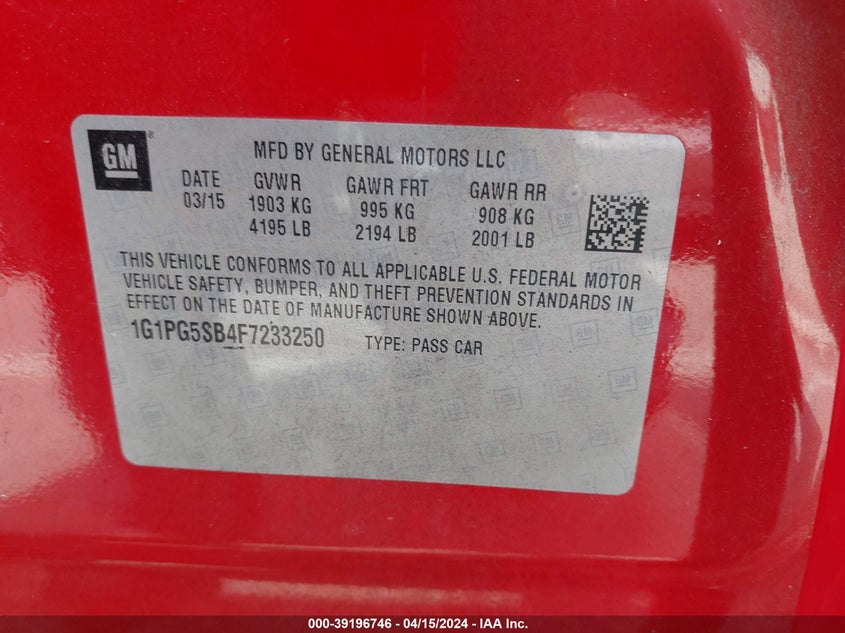 GM ®
MFD BY GENERAL MOTORS LLC
DATE GVWR GAWR FRT GAWR RR
03/15 1903 KG 995 KG 908 KG
4195 LB 2194 LB 2001 LB
THIS VEHICLE CONFORMS TO ALL APPLICABLE U.S. FEDERAL MOTOR
VEHICLE SAFETY, BUMPER, AND THEFT PREVENTION STANDARDS IN
EFFECT ON THE DATE OF MANUFACTURE SHOWN ABOVE.
1G1PG5SB4F7233250 TYPE: PASS CAR
000-39196746 - 04/15/2024 - IAA Inc.